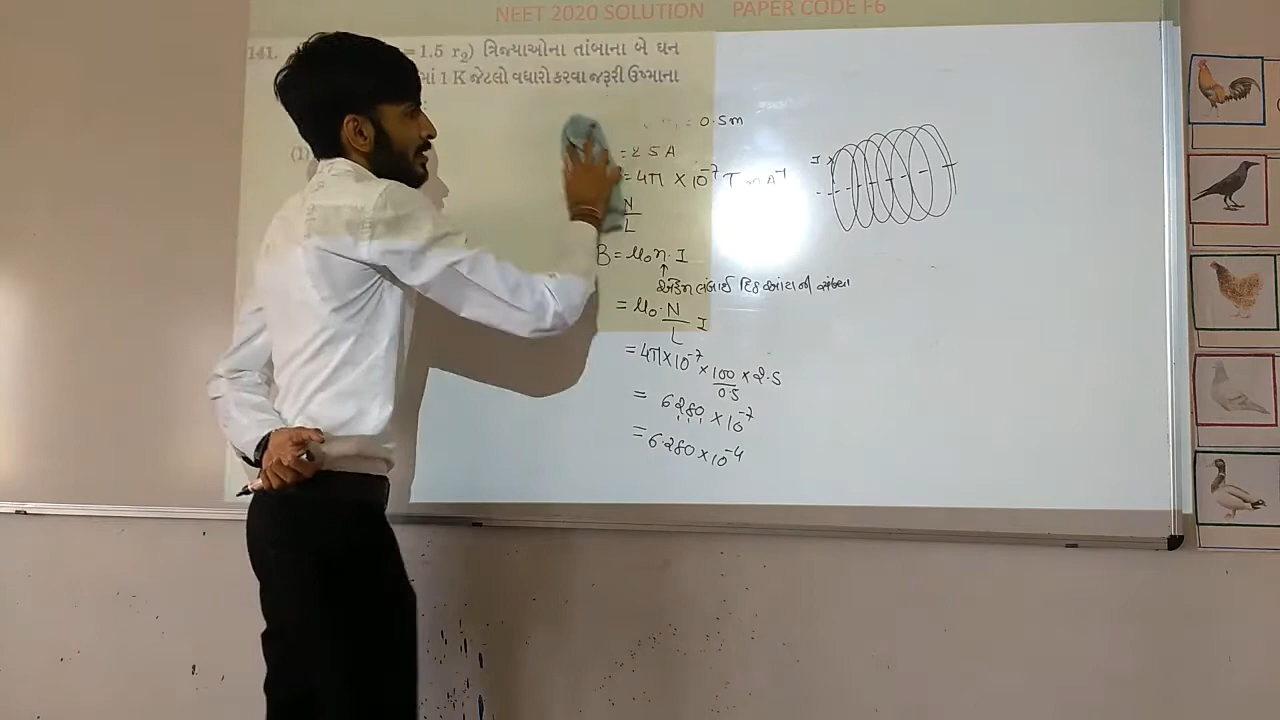 NEET 2020 SOLUTION PAPER CODE F6
141. = 1.5 r₂) ત્રિજ્યાઓના તાંબાના બે ઘન
માં 1 K જેટલો વધારો કરવા જરૂરી ઉષ્માના
:
(1)
= 0.5m
= 2.5 A
= 4π × 10⁻⁷ T m A⁻¹
N/L
I
B = μ₀ n · I
↑
= μ₀ · N/L I
= 4π × 10⁻⁷ × 100/0.5 × 2.5
= 6280 × 10⁻⁷
= 6.280 × 10⁻⁴